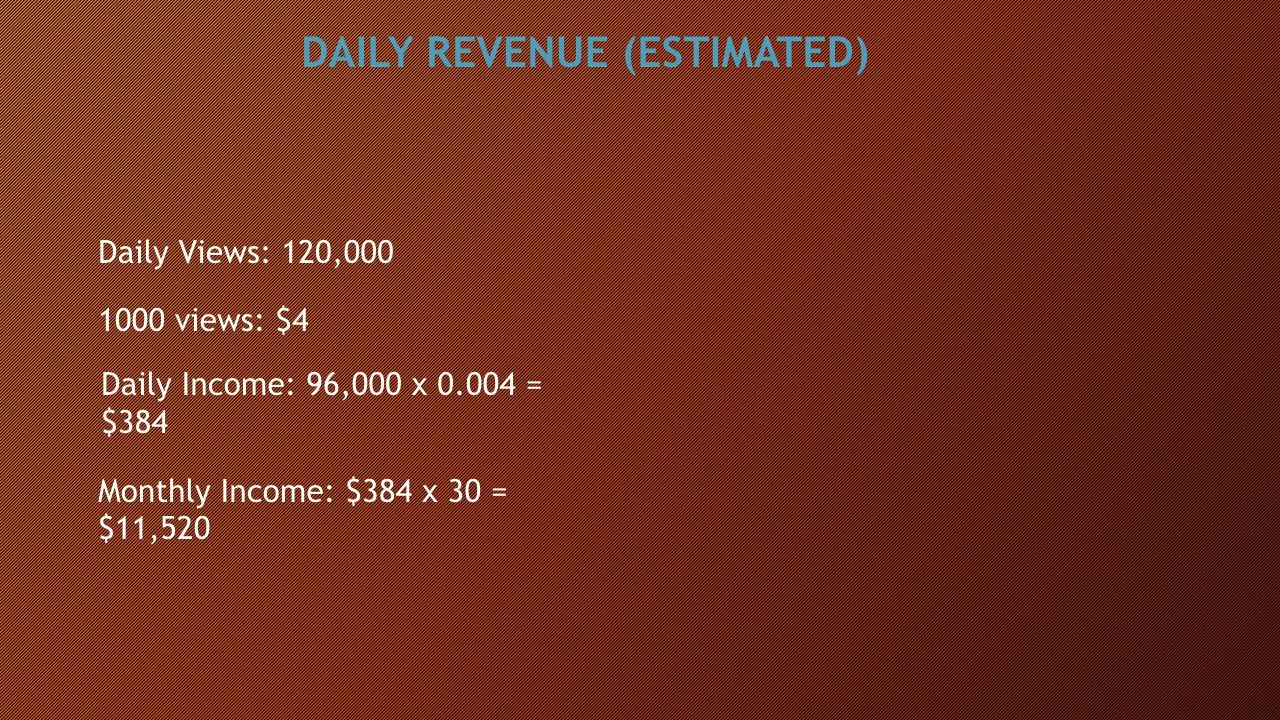 DAILY REVENUE (ESTIMATED)
Daily Views: 120,000
1000 views: $4
Daily Income: 96,000 x 0.004 =
$384
Monthly Income: $384 x 30 =
$11,520